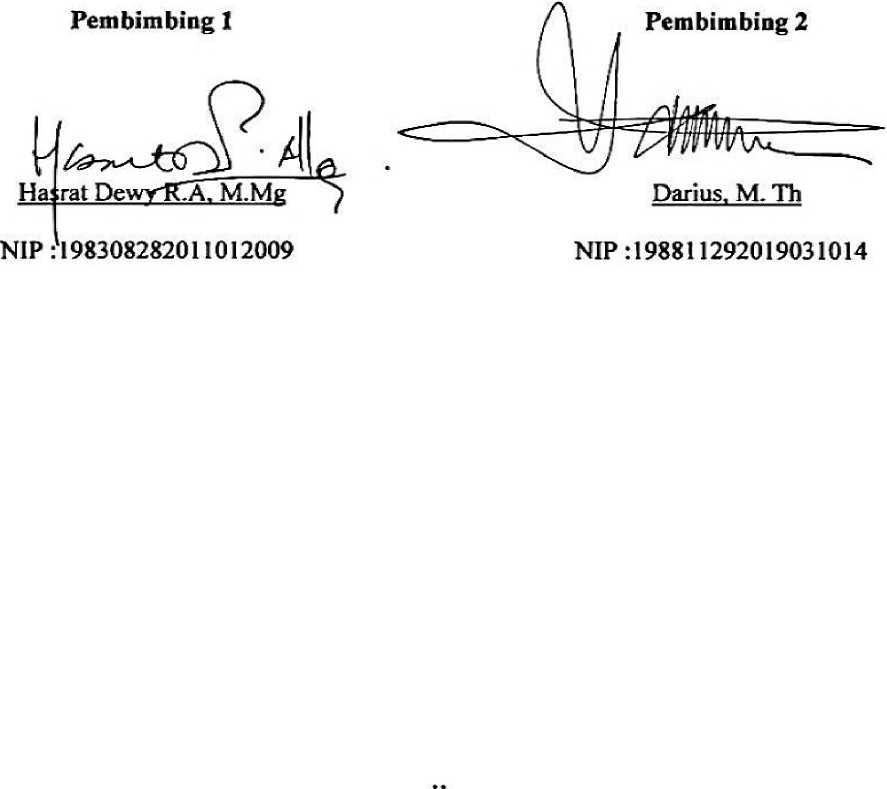 Pembimbing 1 Pembimbing 2
Hasrat Dewy R.A, M.Mg Darius, M. Th
NIP :198308282011012009 NIP :198811292019031014